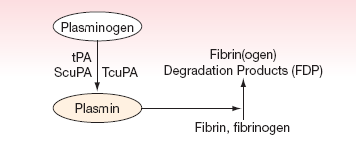 Plasminogen
tPA
ScuPA TcuPA
Plasmin
Fibrin(ogen)
Degradation Products (FDP)
Fibrin, fibrinogen